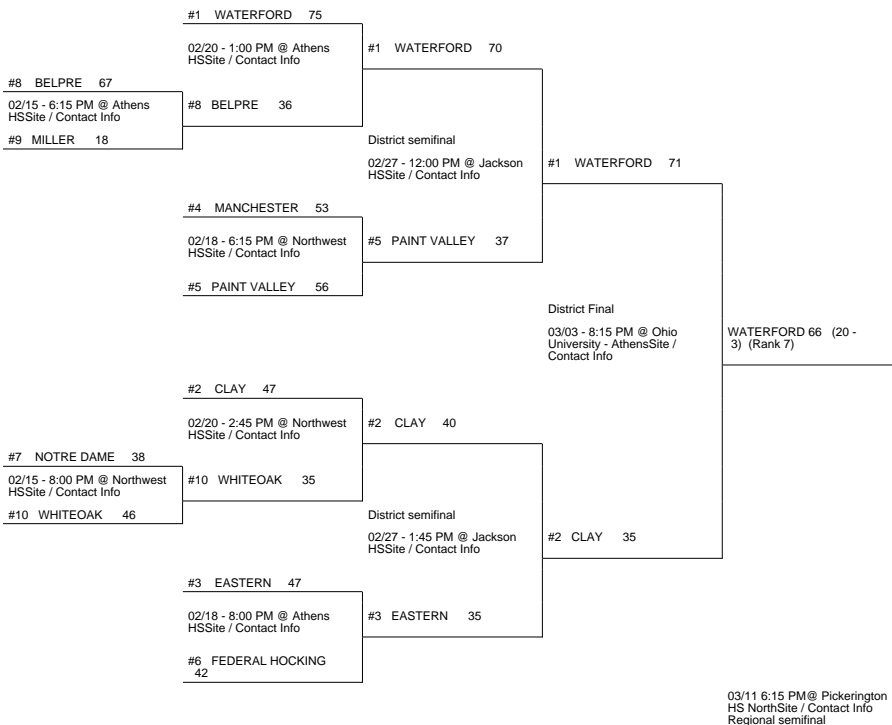 #1 WATERFORD 75
02/20 - 1:00 PM @ Athens
HSSite / Contact Info
#1 WATERFORD 70
#8 BELPRE 67
02/15 - 6:15 PM @ Athens
HSSite / Contact Info
#8 BELPRE 36
#9 MILLER 18
District semifinal
02/27 - 12:00 PM @ Jackson
HSSite / Contact Info
#1 WATERFORD 71
#4 MANCHESTER 53
02/18 - 6:15 PM @ Northwest
HSSite / Contact Info
#5 PAINT VALLEY 37
#5 PAINT VALLEY 56
District Final
03/03 - 8:15 PM @ Ohio
University - AthensSite /
Contact Info
WATERFORD 66 (20 -
3) (Rank 7)
#2 CLAY 47
02/20 - 2:45 PM @ Northwest
HSSite / Contact Info
#2 CLAY 40
#7 NOTRE DAME 38
02/15 - 8:00 PM @ Northwest
HSSite / Contact Info
#10 WHITEOAK 35
#10 WHITEOAK 46
District semifinal
02/27 - 1:45 PM @ Jackson
HSSite / Contact Info
#2 CLAY 35
#3 EASTERN 47
02/18 - 8:00 PM @ Athens
HSSite / Contact Info
#3 EASTERN 35
#6 FEDERAL HOCKING
42
03/11 6:15 PM@ Pickerington
HS NorthSite / Contact Info
Regional semifinal